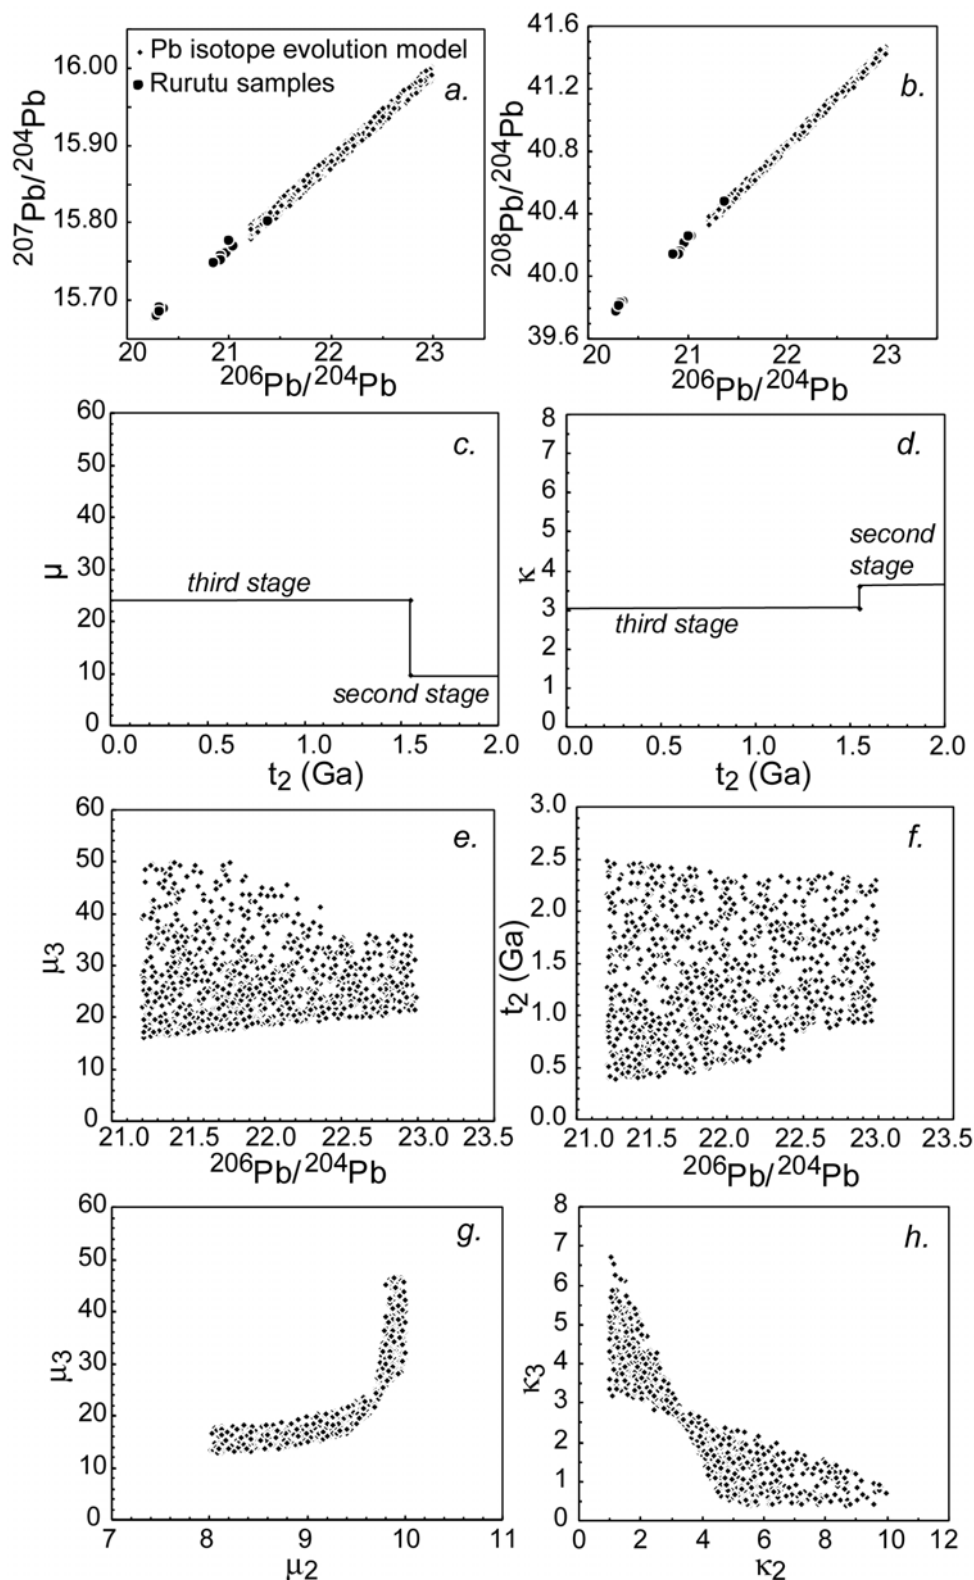 Pb isotope evolution model
Rurutu samples
a.
16.00
15.90
15.80
15.70
207Pb/204Pb
20 21 22 23
206Pb/204Pb
b.
41.6
41.2
40.8
40.4
40.0
39.6
208Pb/204Pb
20 21 22 23
206Pb/204Pb
c.
60
50
40
30
20
10
0
μ
third stage
second stage
0.0 0.5 1.0 1.5 2.0
t2 (Ga)
d.
8
7
6
5
4
3
2
1
0
κ
second
stage
third stage
0.0 0.5 1.0 1.5 2.0
t2 (Ga)
e.
60
50
40
30
20
10
0
μ3
21.0 21.5 22.0 22.5 23.0 23.5
206Pb/204Pb
f.
3.0
2.5
2.0
1.5
1.0
0.5
0.0
t2 (Ga)
21.0 21.5 22.0 22.5 23.0 23.5
206Pb/204Pb
g.
60
50
40
30
20
10
0
μ3
7 8 9 10 11
μ2
h.
8
7
6
5
4
3
2
1
0
κ3
0 2 4 6 8 10 12
κ2